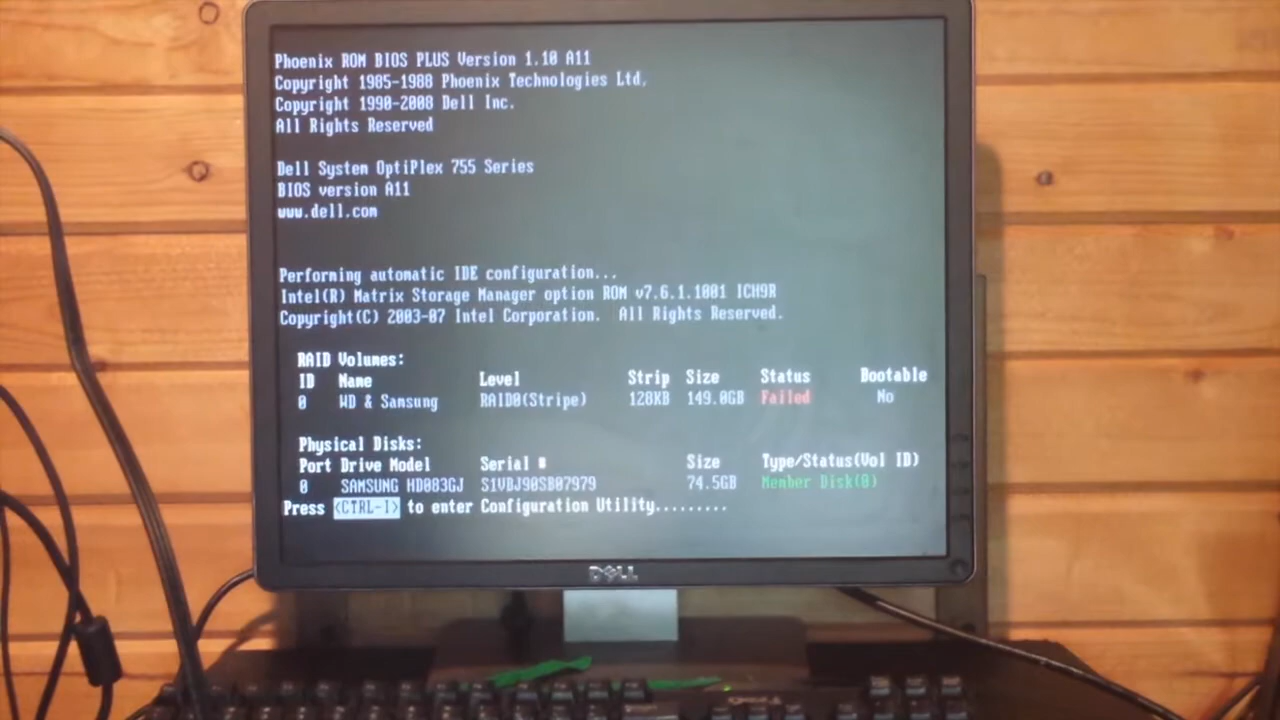 Phoenix ROM BIOS PLUS Version 1.10 A11
Copyright 1985-1988 Phoenix Technologies Ltd.
Copyright 1990-2008 Dell Inc.
All Rights Reserved
Dell System OptiPlex 755 Series
BIOS version A11
www.dell.com
Performing automatic IDE configuration...
Intel(R) Matrix Storage Manager option ROM v7.6.1.1001 ICH9R
Copyright(C) 2003-07 Intel Corporation. All Rights Reserved.
RAID Volumes:
ID Name Level Strip Size Status Bootable
0 WD & Samsung RAID0(Stripe) 128KB 149.0GB Failed No
Physical Disks:
Port Drive Model Serial # Size Type/Status(Vol ID)
0 SAMSUNG HD083GJ S1VBJ90SB07979 74.5GB Member Disk(0)
Press <CTRL-I> to enter Configuration Utility.........
DELL